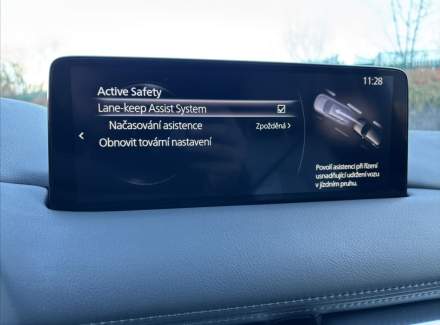 11:28
Active Safety
Lane-keep Assist System
Načasování asistence Zpožděná
Obnovit tovární nastavení
Povolí asistenci při řízení
usnadňující udržení vozu
v jízdním pruhu.